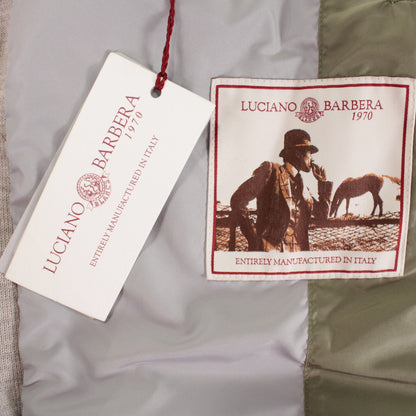 LUCIANO BARBERA
1970
ENTIRELY MANUFACTURED IN ITALY
LUCIANO BARBERA
1970
ENTIRELY MANUFACTURED IN ITALY